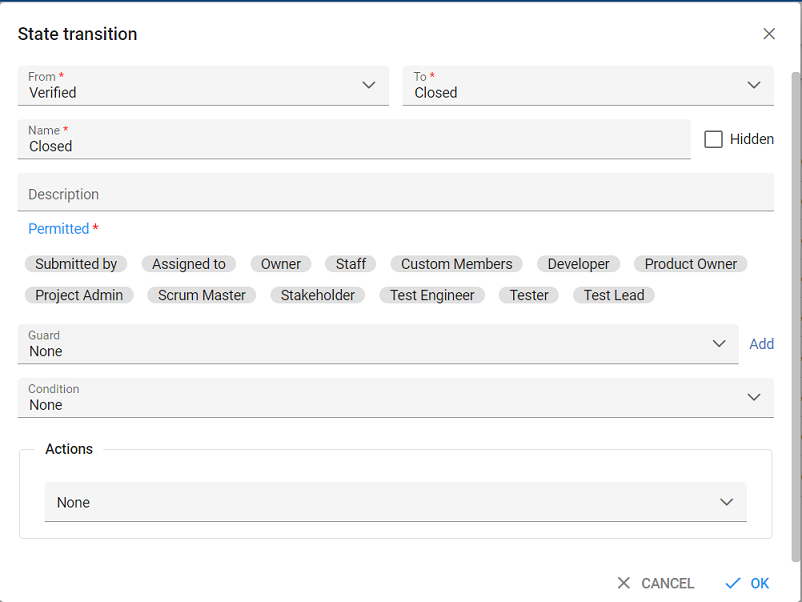 State transition
From * To *
Verified Closed
Name *
Closed Hidden
Description
Permitted *
Submitted by Assigned to Owner Staff Custom Members Developer Product Owner
Project Admin Scrum Master Stakeholder Test Engineer Tester Test Lead
Guard
None Add
Condition
None
Actions
None
CANCEL OK